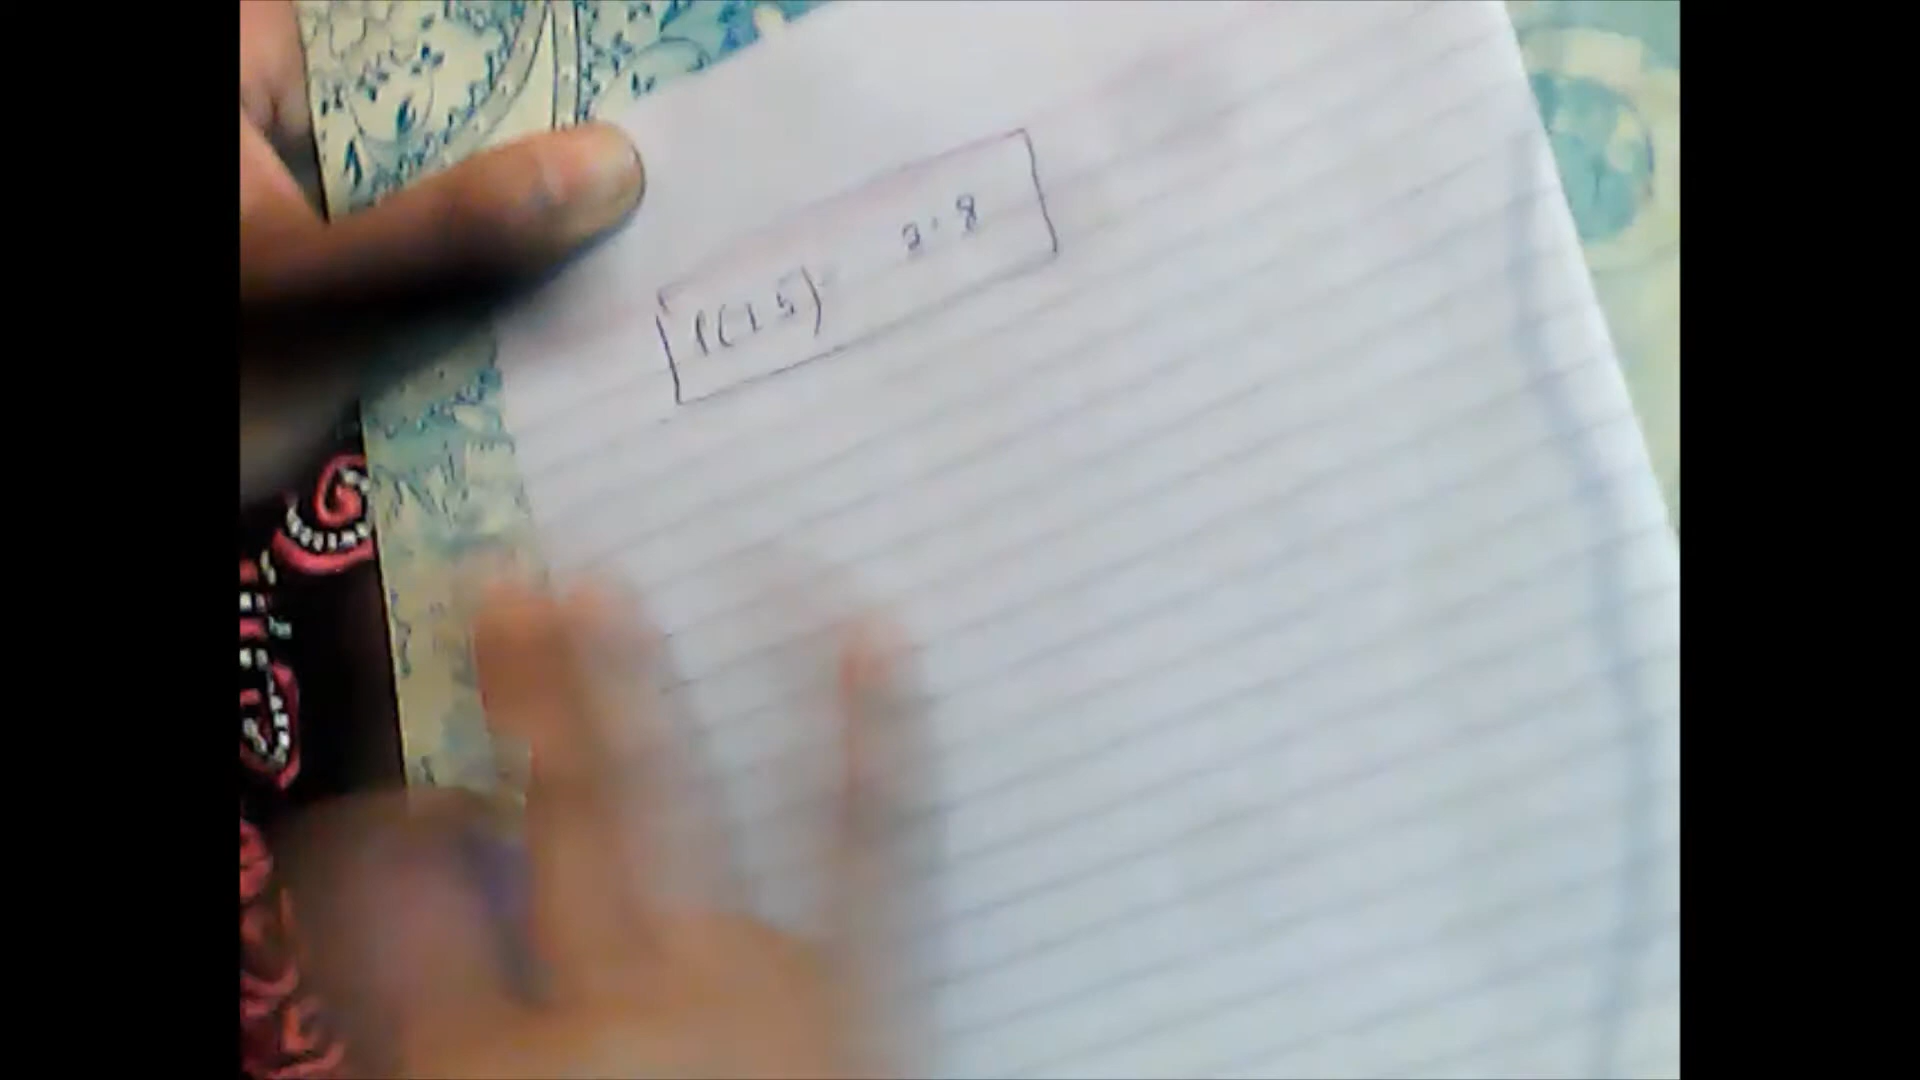 f(1.5) = 2.8